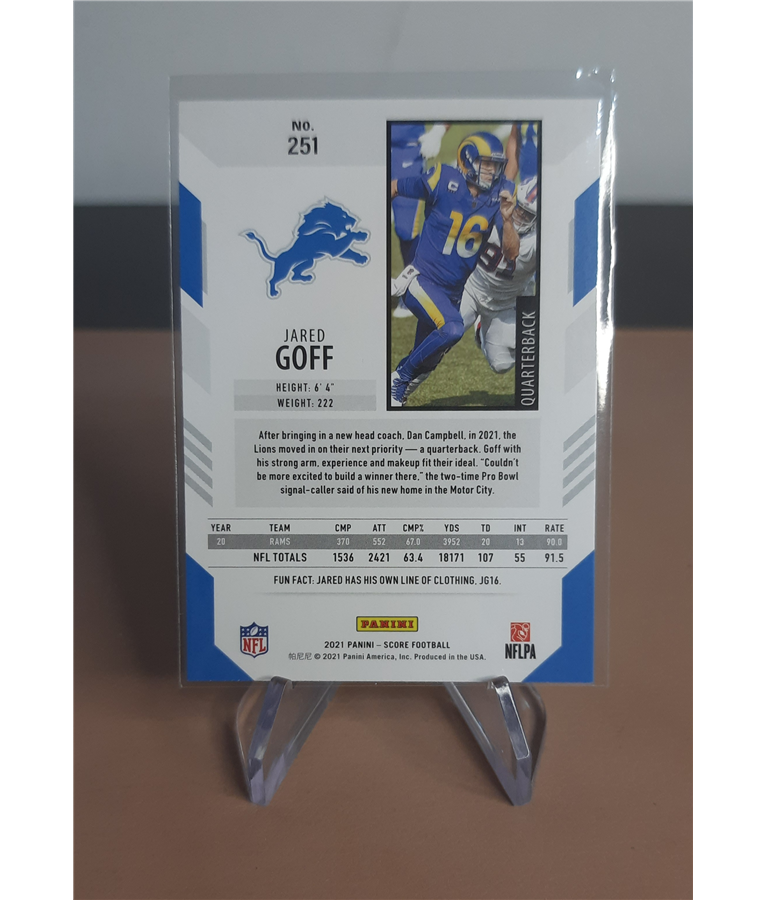 No.
251
JARED
GOFF
HEIGHT: 6' 4"
WEIGHT: 222
16
QUARTERBACK
After bringing in a new head coach, Dan Campbell, in 2021, the
Lions moved in on their next priority — a quarterback. Goff with
his strong arm, experience and makeup fit their ideal. "Couldn't
be more excited to build a winner there," the two-time Pro Bowl
signal-caller said of his new home in the Motor City.
YEAR TEAM CMP ATT CMP% YDS TD INT RATE
20 RAMS 370 552 67.0 3952 20 13 90.0
NFL TOTALS 1536 2421 63.4 18171 107 55 91.5
FUN FACT: JARED HAS HIS OWN LINE OF CLOTHING, JG16.
PANINI
NFL
NFLPA
2021 PANINI – SCORE FOOTBALL
帕尼尼 © 2021 Panini America, Inc. Produced in the USA.